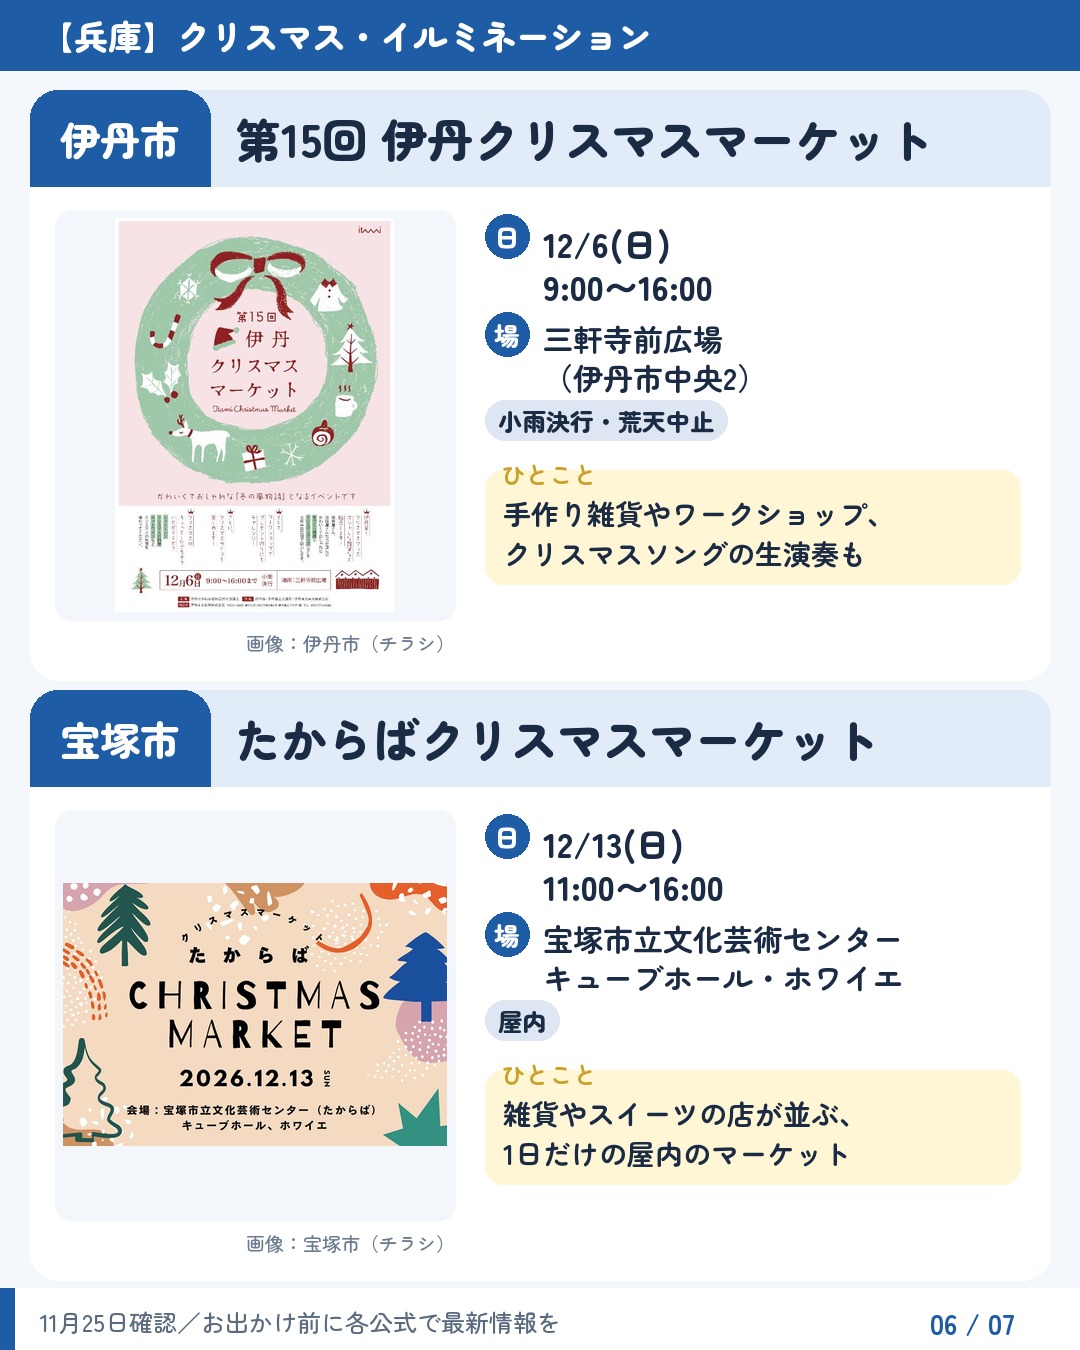 【兵庫】クリスマス・イルミネーション
伊丹市
第15回 伊丹クリスマスマーケット
itami
第15回
伊丹
クリスマス
マーケット
Itami Christmas Market
かわいくておしゃれな「冬の風物詩」となるイベントです
12月6日
9:00~16:00まで
小雨
決行
場所:三軒寺前広場
画像：伊丹市（チラシ）
日
12/6(日)
9:00〜16:00
場
三軒寺前広場
（伊丹市中央2）
小雨決行・荒天中止
ひとこと
手作り雑貨やワークショップ、
クリスマスソングの生演奏も
宝塚市
たからばクリスマスマーケット
クリスマスマーケット
たからば
CHRISTMAS
MARKET
2026.12.13 SUN
会場：宝塚市立文化芸術センター（たからば）
キューブホール、ホワイエ
画像：宝塚市（チラシ）
日
12/13(日)
11:00〜16:00
場
宝塚市立文化芸術センター
キューブホール・ホワイエ
屋内
ひとこと
雑貨やスイーツの店が並ぶ、
1日だけの屋内のマーケット
11月25日確認／お出かけ前に各公式で最新情報を
06 / 07